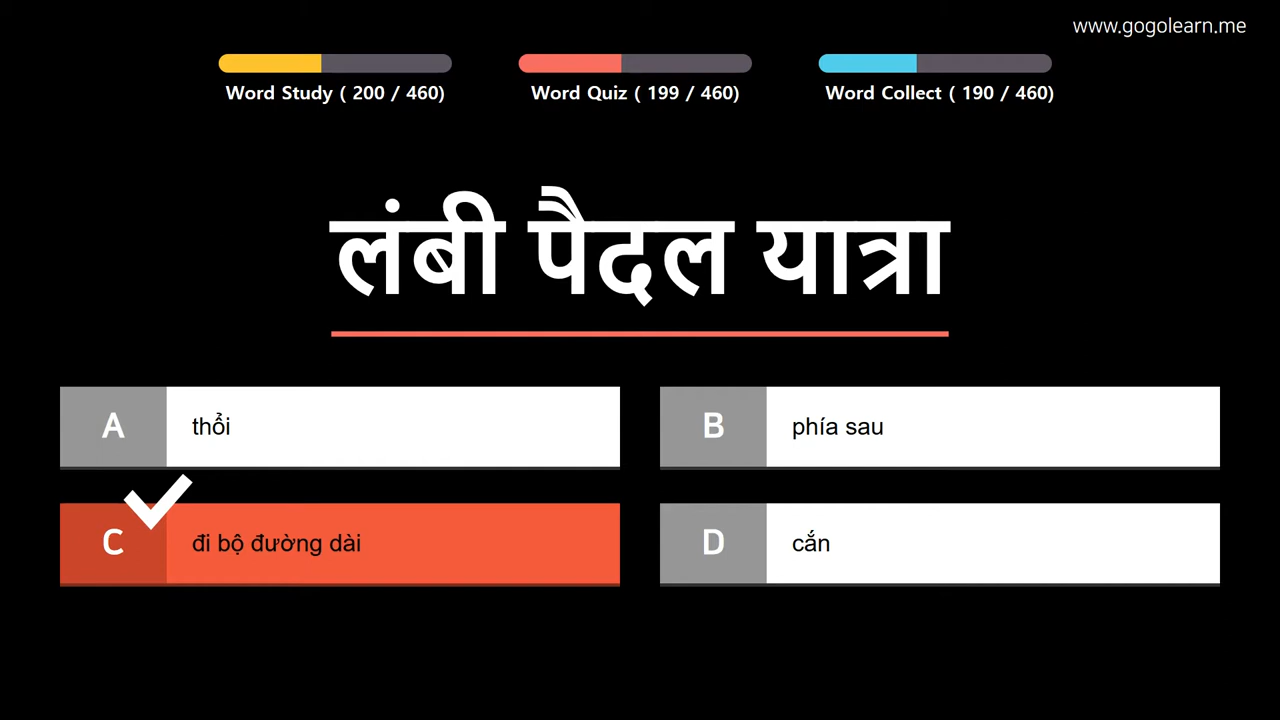 www.gogolearn.me
Word Study ( 200 / 460)
Word Quiz ( 199 / 460)
Word Collect ( 190 / 460)
लंबी पैदल यात्रा
A
thổi
B
phía sau
C
đi bộ đường dài
D
cắn